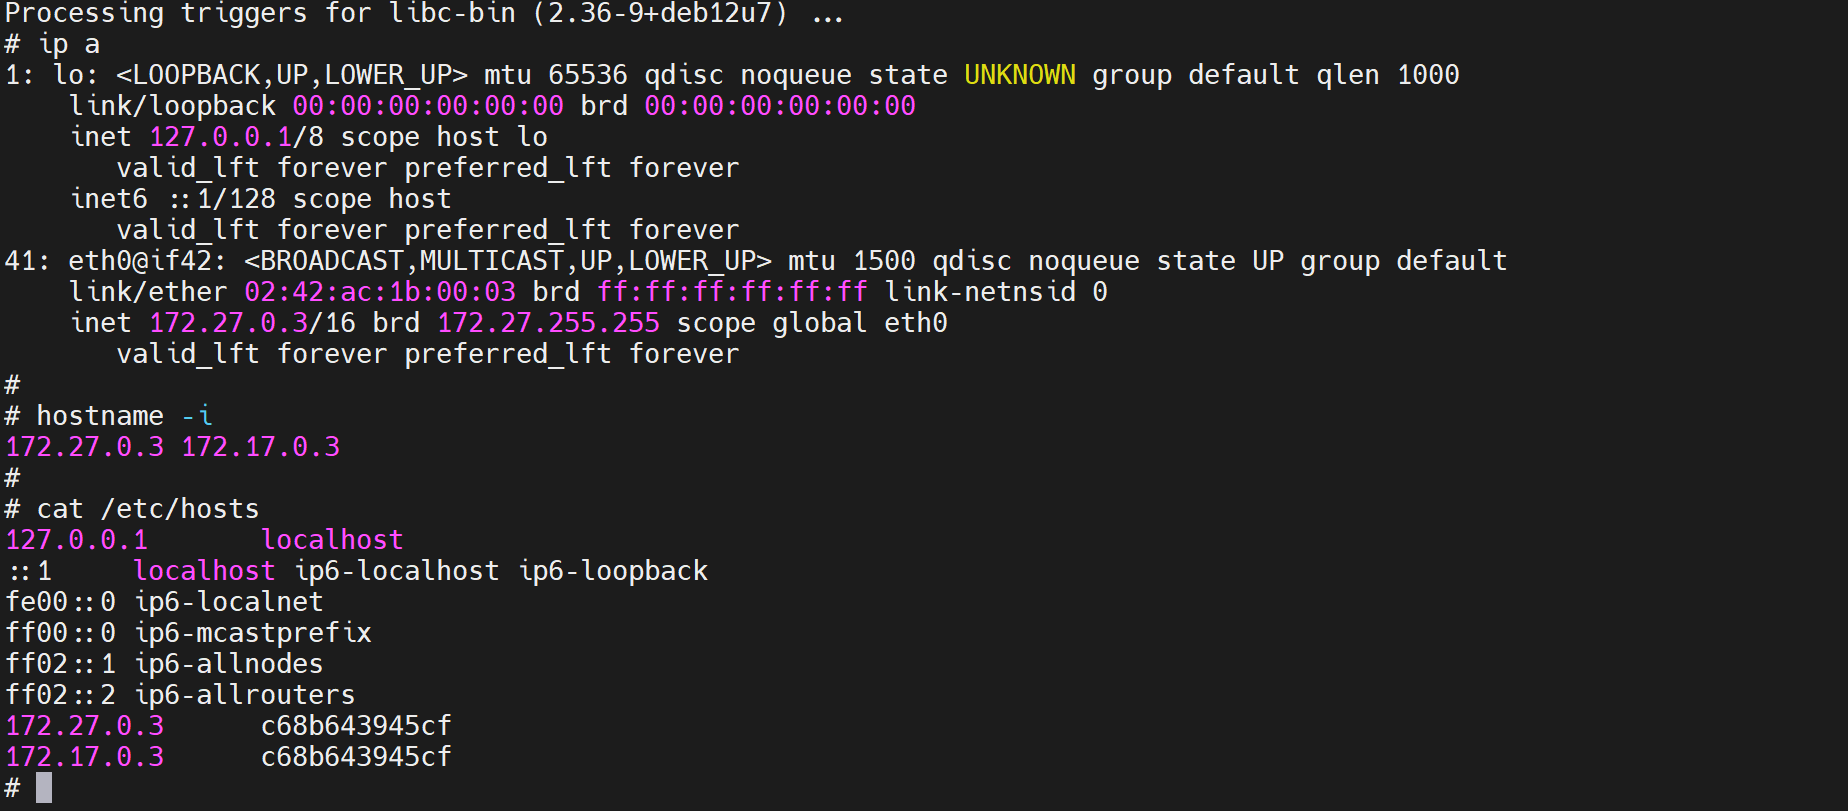 Processing triggers for libc-bin (2.36-9+deb12u7) ...
# ip a
1: lo: <LOOPBACK,UP,LOWER_UP> mtu 65536 qdisc noqueue state UNKNOWN group default qlen 1000
    link/loopback 00:00:00:00:00:00 brd 00:00:00:00:00:00
    inet 127.0.0.1/8 scope host lo
       valid_lft forever preferred_lft forever
    inet6 ::1/128 scope host
       valid_lft forever preferred_lft forever
41: eth0@if42: <BROADCAST,MULTICAST,UP,LOWER_UP> mtu 1500 qdisc noqueue state UP group default
    link/ether 02:42:ac:1b:00:03 brd ff:ff:ff:ff:ff:ff link-netnsid 0
    inet 172.27.0.3/16 brd 172.27.255.255 scope global eth0
       valid_lft forever preferred_lft forever
#
# hostname -i
172.27.0.3 172.17.0.3
#
# cat /etc/hosts
127.0.0.1       localhost
::1     localhost ip6-localhost ip6-loopback
fe00::0 ip6-localnet
ff00::0 ip6-mcastprefix
ff02::1 ip6-allnodes
ff02::2 ip6-allrouters
172.27.0.3      c68b643945cf
172.17.0.3      c68b643945cf
#